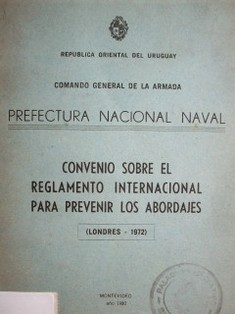 REPUBLICA ORIENTAL DEL URUGUAY
COMANDO GENERAL DE LA ARMADA
PREFECTURA NACIONAL NAVAL
CONVENIO SOBRE EL
REGLAMENTO INTERNACIONAL
PARA PREVENIR LOS ABORDAJES
(LONDRES - 1972)
MONTEVIDEO